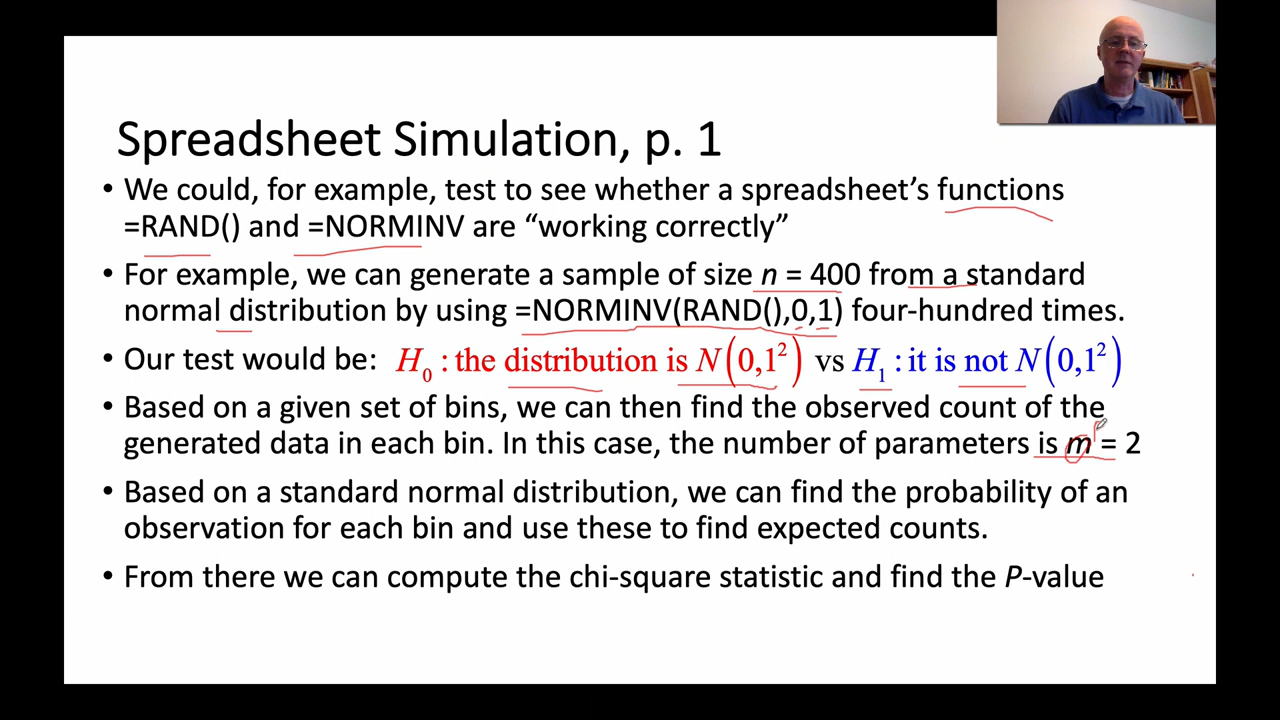 Spreadsheet Simulation, p. 1
• We could, for example, test to see whether a spreadsheet’s functions
=RAND() and =NORMINV are “working correctly”
• For example, we can generate a sample of size n = 400 from a standard
normal distribution by using =NORMINV(RAND(),0,1) four-hundred times.
• Our test would be: H₀ : the distribution is N(0,1²) vs H₁ : it is not N(0,1²)
• Based on a given set of bins, we can then find the observed count of the
generated data in each bin. In this case, the number of parameters is m = 2
• Based on a standard normal distribution, we can find the probability of an
observation for each bin and use these to find expected counts.
• From there we can compute the chi-square statistic and find the P-value